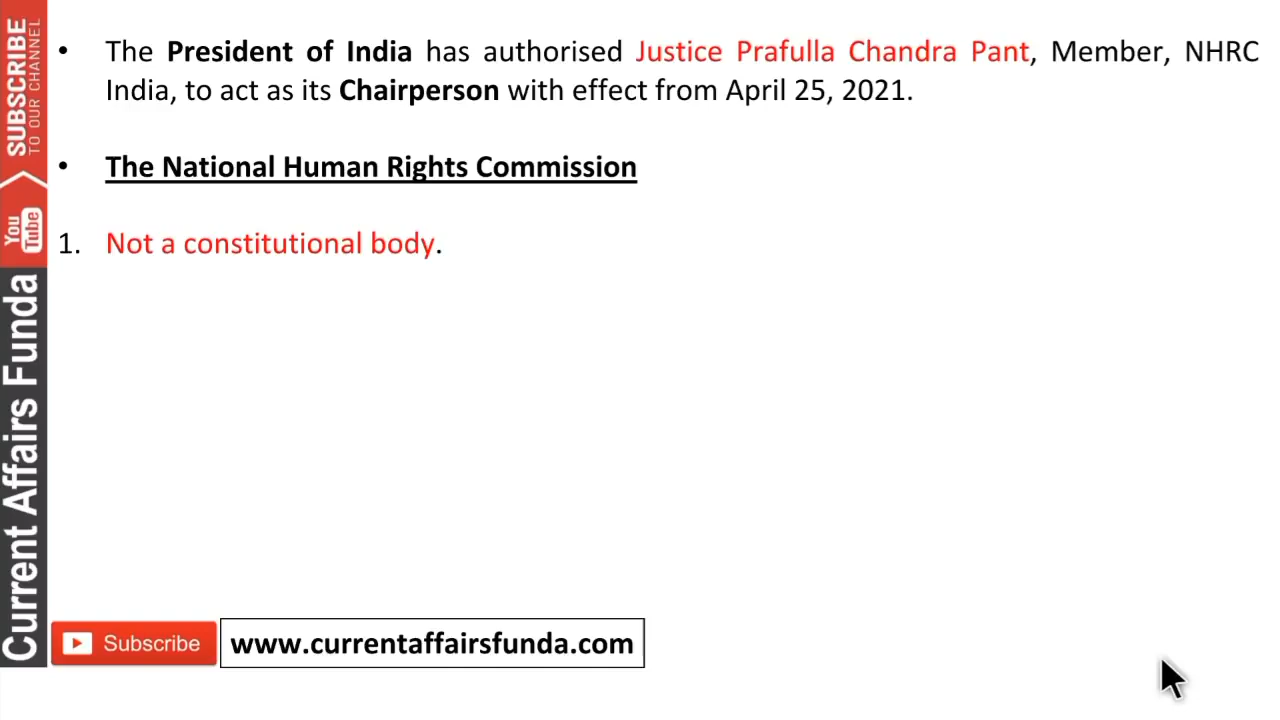 SUBSCRIBE
TO OUR CHANNEL
You
Tube
Current Affairs Funda
• The President of India has authorised Justice Prafulla Chandra Pant, Member, NHRC
India, to act as its Chairperson with effect from April 25, 2021.
• The National Human Rights Commission
1. Not a constitutional body.
Subscribe
www.currentaffairsfunda.com